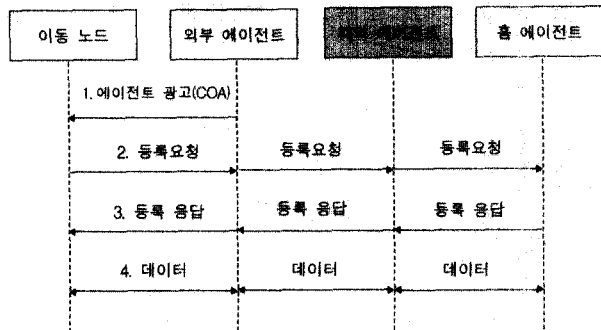 이동 노드
외부 에이전트
홈 에이전트
1. 에이전트 광고(COA)
2. 등록요청
등록요청
등록요청
3. 등록 응답
등록 응답
등록 응답
4. 데이터
데이터
데이터